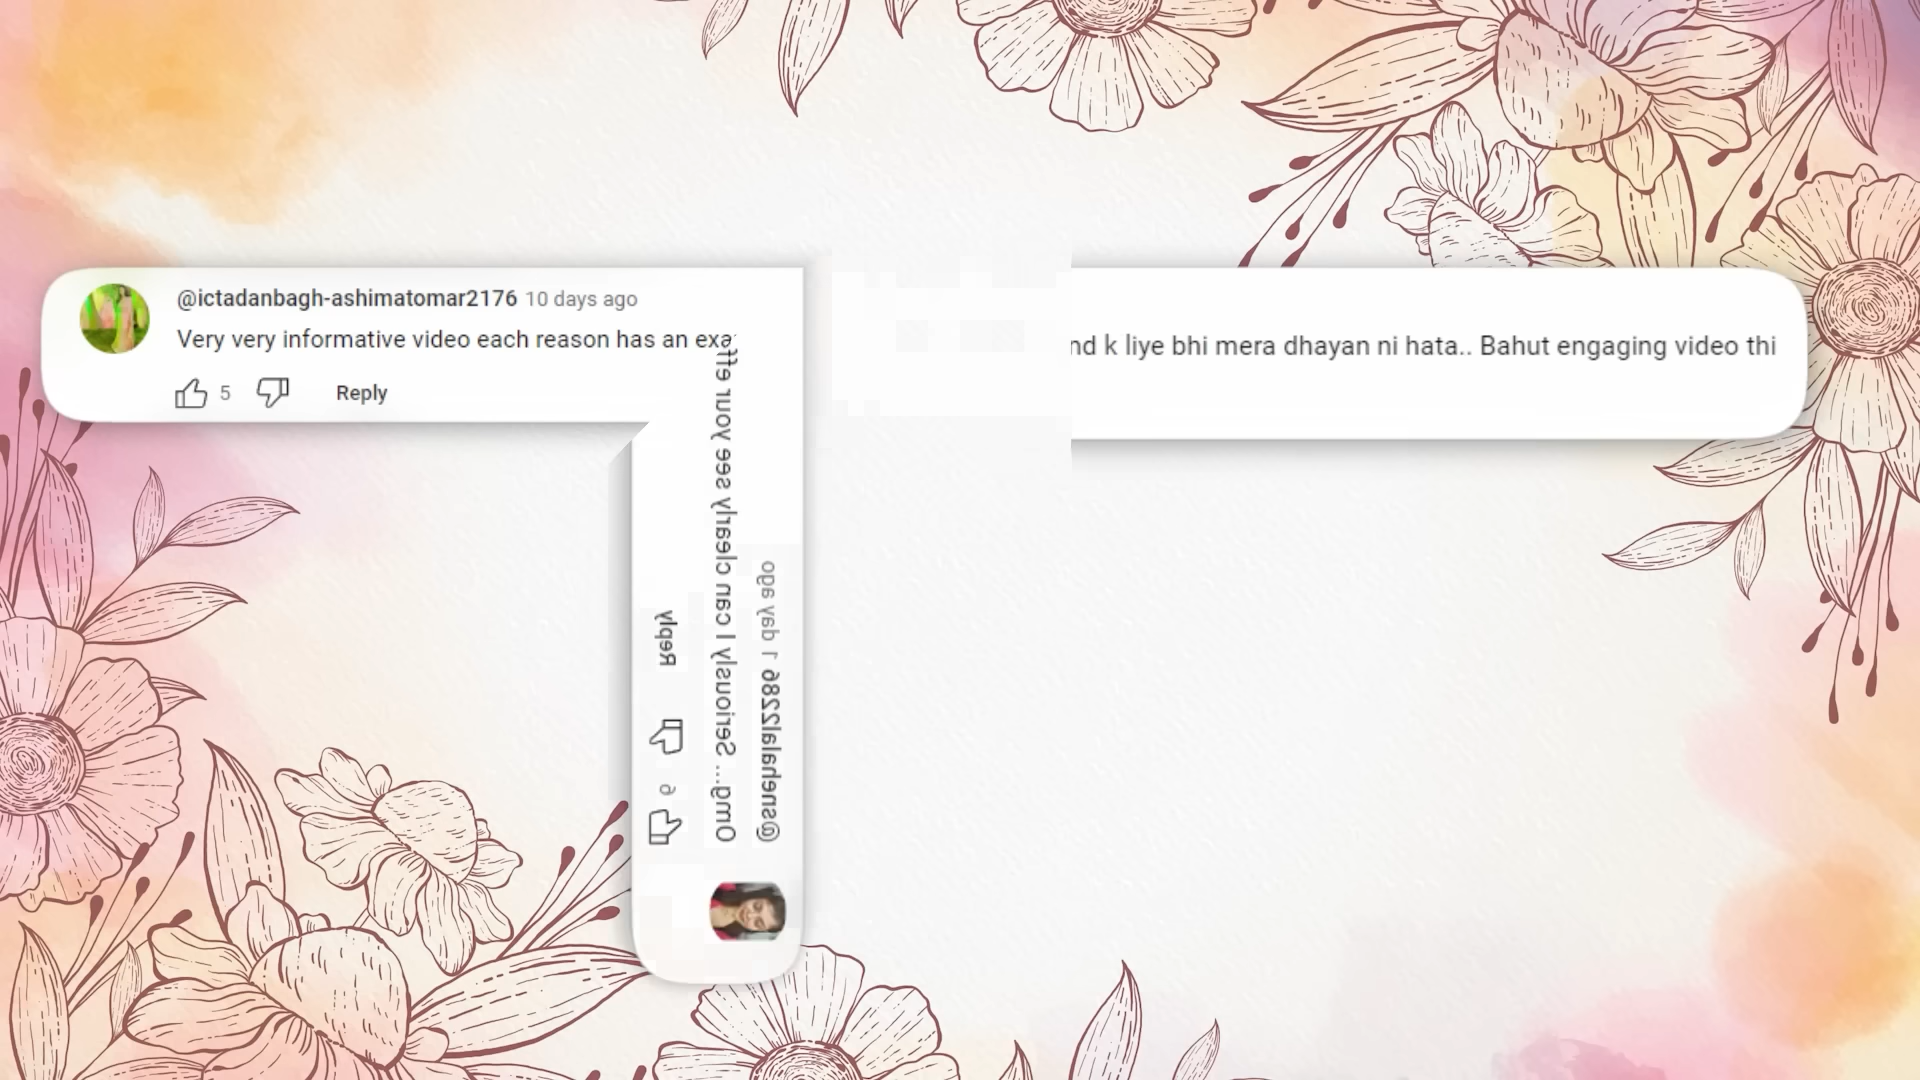 @ictadanbagh-ashimatomar2176 10 days ago
Very very informative video each reason has an exa
5 Reply
nd k liye bhi mera dhayan ni hata.. Bahut engaging video thi
@snehalal2286 1 day ago
Omg... Seriously I can clearly see your eff
9 Reply